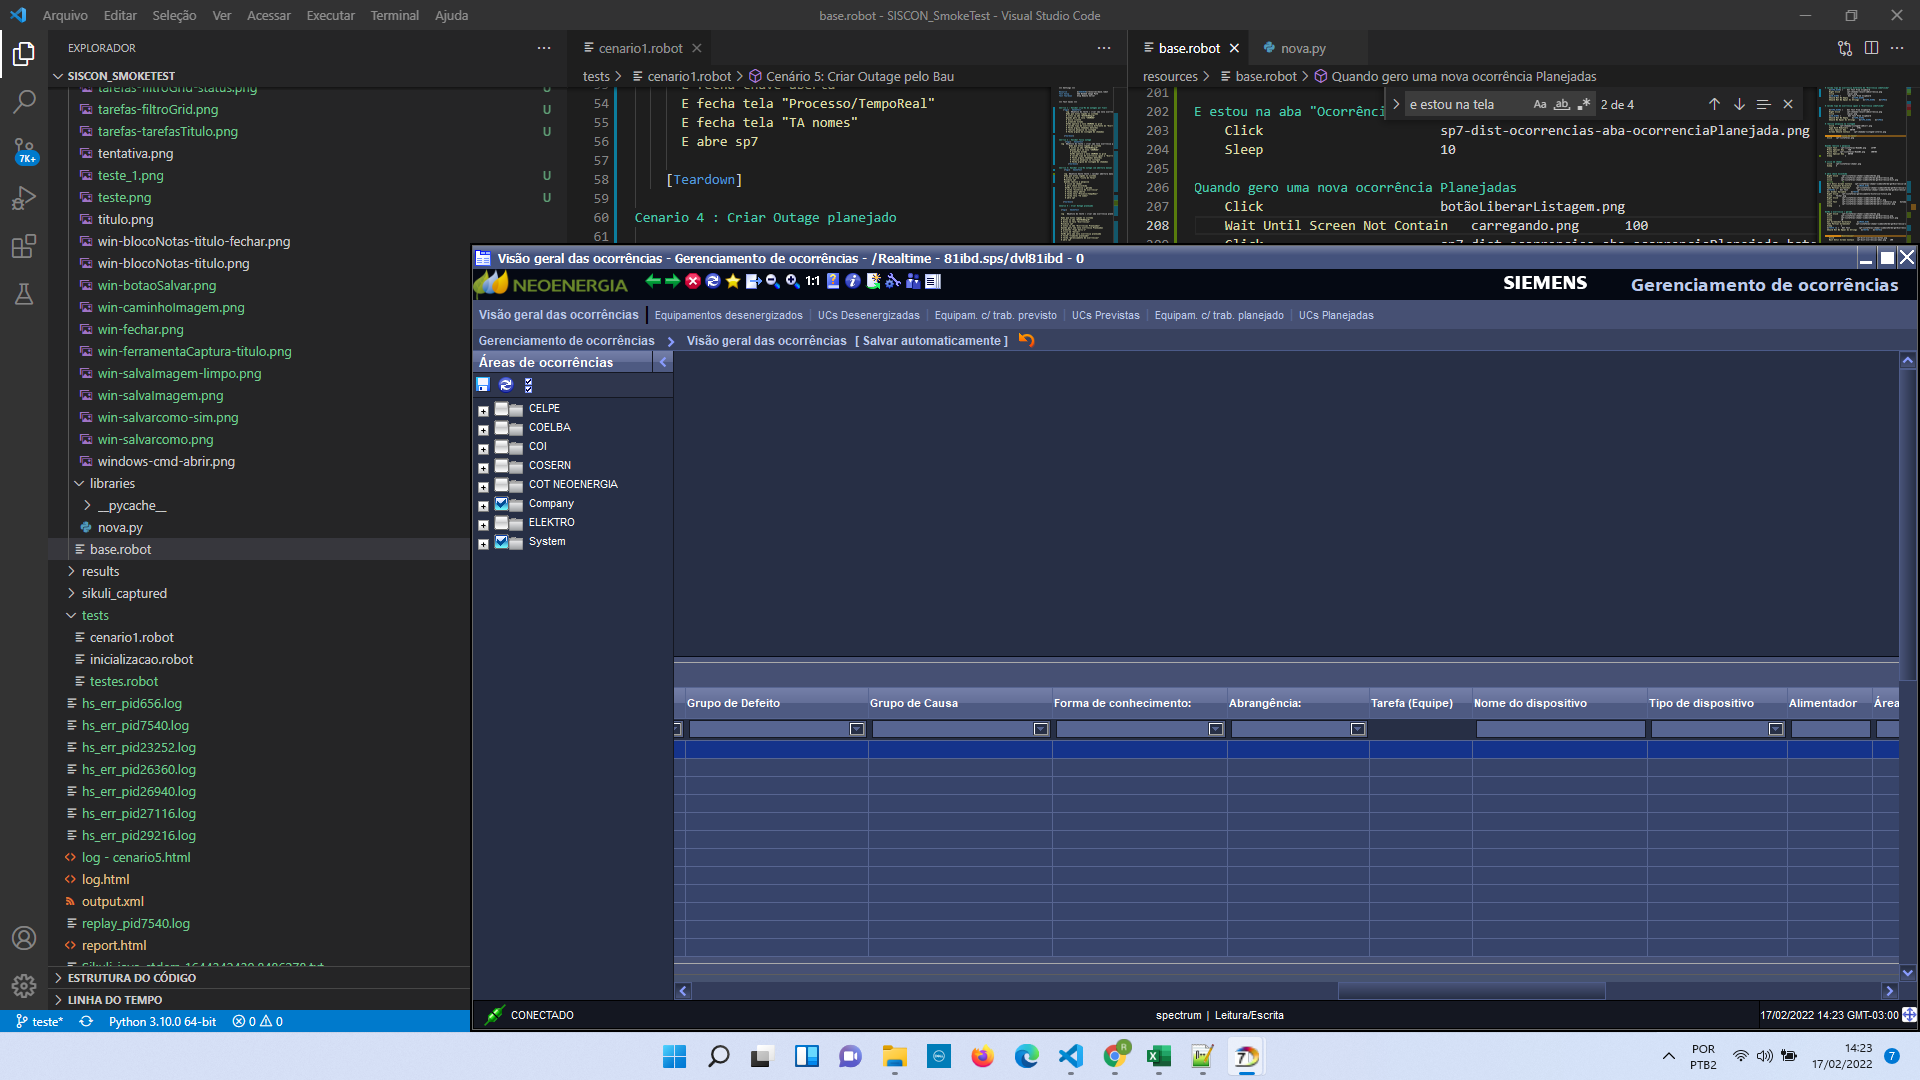 Arquivo Editar Seleção Ver Acessar Executar Terminal Ajuda
base.robot - SISCON_SmokeTest - Visual Studio Code
EXPLORADOR
SISCON_SMOKETEST
tarefas-filtroGrid-status.png U
tarefas-filtroGrid.png U
tarefas-tarefasTitulo.png U
tentativa.png
teste_1.png U
teste.png U
titulo.png
win-blocoNotas-titulo-fechar.png
win-blocoNotas-titulo.png
win-botaoSalvar.png
win-caminhoImagem.png
win-fechar.png
win-ferramentaCaptura-titulo.png
win-salvaImagem-limpo.png
win-salvaImagem.png
win-salvarcomo-sim.png
win-salvarcomo.png
windows-cmd-abrir.png
libraries
__pycache__
nova.py
base.robot
results
sikuli_captured
tests
cenario1.robot
inicializacao.robot
testes.robot
hs_err_pid656.log
hs_err_pid7540.log
hs_err_pid23252.log
hs_err_pid26360.log
hs_err_pid26940.log
hs_err_pid27116.log
hs_err_pid29216.log
log - cenario5.html
log.html
output.xml
replay_pid7540.log
report.html
ESTRUTURA DO CÓDIGO
LINHA DO TEMPO
7K+
teste* Python 3.10.0 64-bit 0 0
cenario1.robot
tests > cenario1.robot > Cenário 5: Criar Outage pelo Bau
53 E fecha chave aberta
54 E fecha tela "Processo/TempoReal"
55 E fecha tela "TA nomes"
56 E abre sp7
57
58 [Teardown]
59
60 Cenario 4 : Criar Outage planejado
61
base.robot nova.py
resources > base.robot > Quando gero uma nova ocorrência Planejadas
e estou na tela Aa ab 2 de 4
201
202 E estou na aba "Ocorrênci
203 Click sp7-dist-ocorrencias-aba-ocorrenciaPlanejada.png
204 Sleep 10
205
206 Quando gero uma nova ocorrência Planejadas
207 Click botãoLiberarListagem.png
208 Wait Until Screen Not Contain carregando.png 100
Visão geral das ocorrências - Gerenciamento de ocorrências - /Realtime - 81ibd.sps/dvl81ibd - 0
NEOENERGIA 1:1 SIEMENS Gerenciamento de ocorrências
Visão geral das ocorrências Equipamentos desenergizados UCs Desenergizadas Equipam. c/ trab. previsto UCs Previstas Equipam. c/ trab. planejado UCs Planejadas
Gerenciamento de ocorrências Visão geral das ocorrências [ Salvar automaticamente ]
Áreas de ocorrências
CELPE
COELBA
COI
COSERN
COT NEOENERGIA
Company
ELEKTRO
System
Grupo de Defeito Grupo de Causa Forma de conhecimento: Abrangência: Tarefa (Equipe) Nome do dispositivo Tipo de dispositivo Alimentador Área
CONECTADO spectrum | Leitura/Escrita 17/02/2022 14:23 GMT-03:00
POR
PTB2
14:23
17/02/2022
7